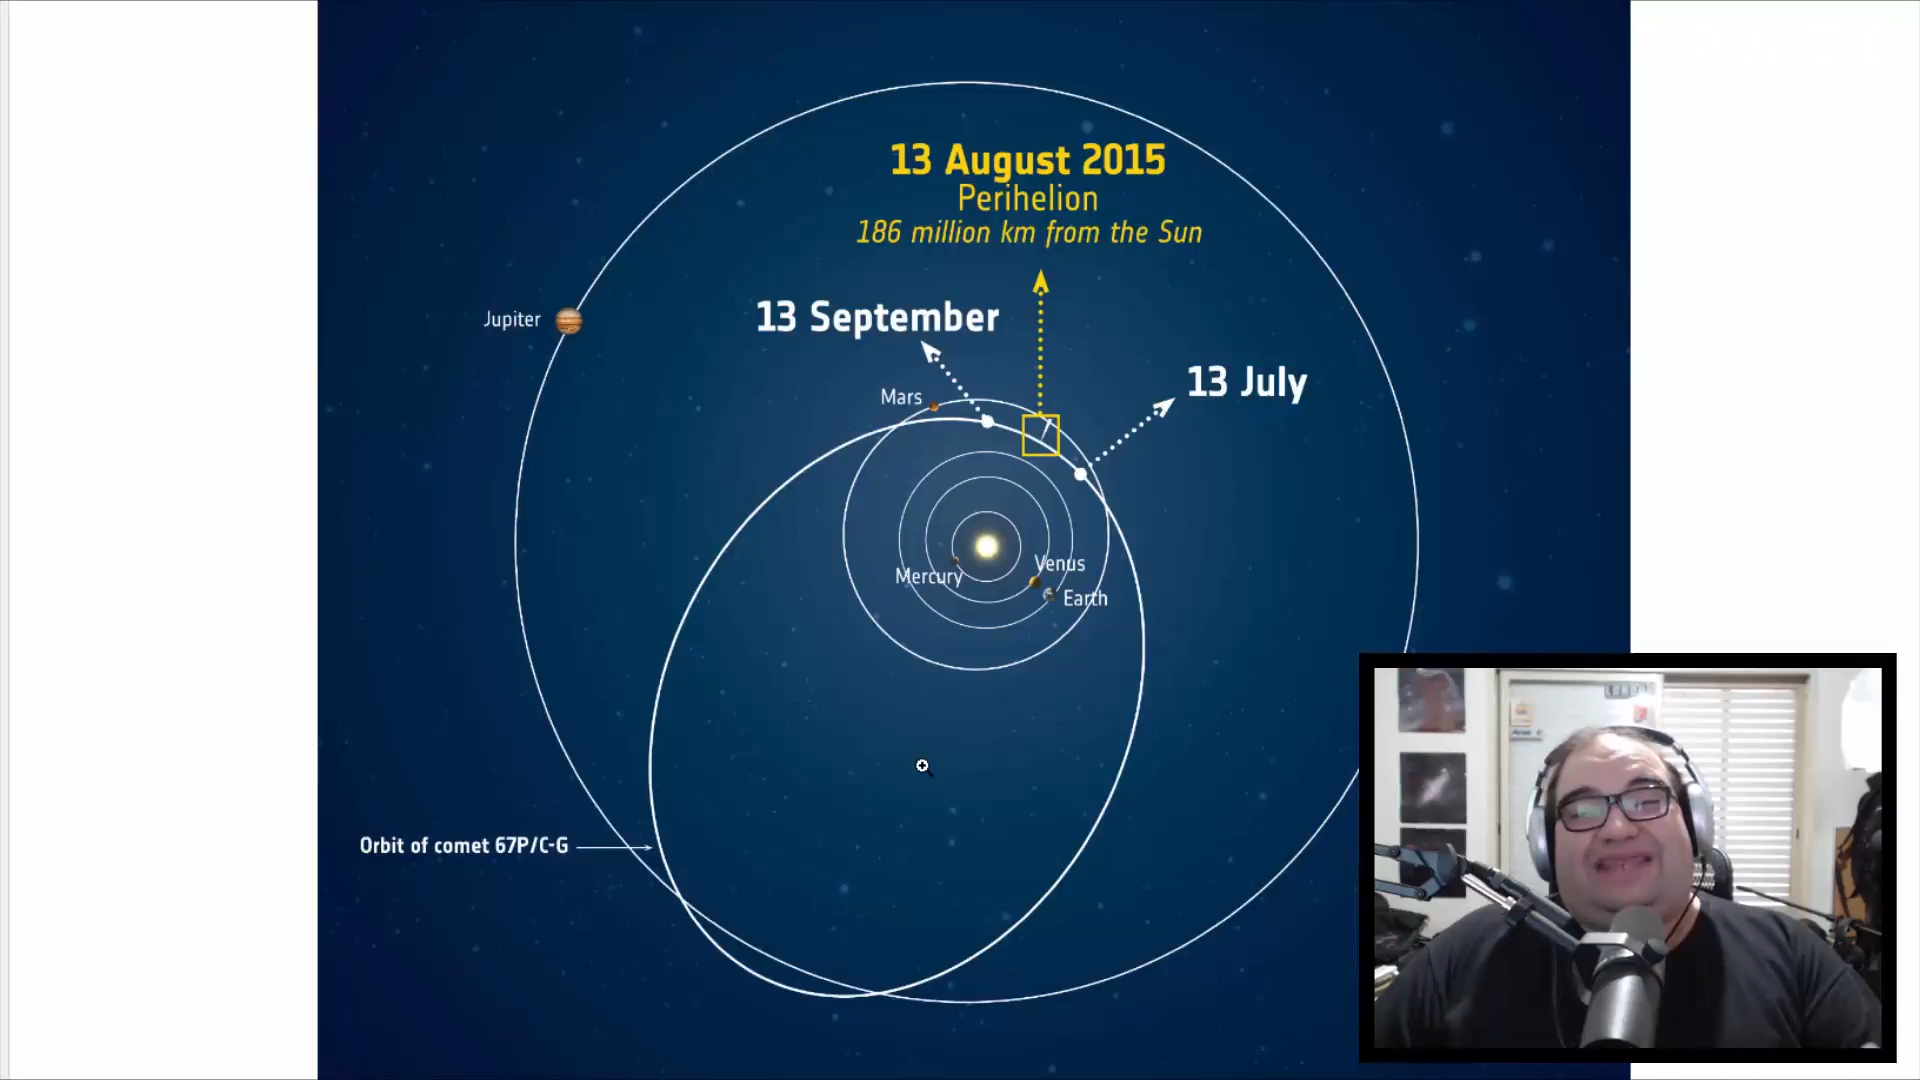 13 August 2015
Perihelion
186 million km from the Sun
13 September
Jupiter
13 July
Mars
Venus
Mercury
Earth
Orbit of comet 67P/C-G